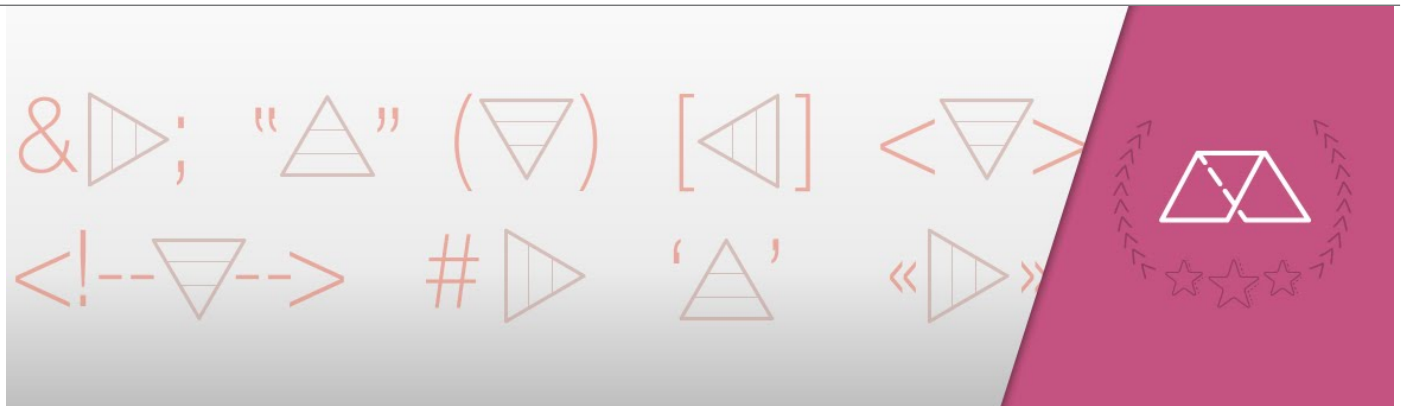 & ; “ ” ( ) [ ] < >
<!-- --> # ‘ ’ « »